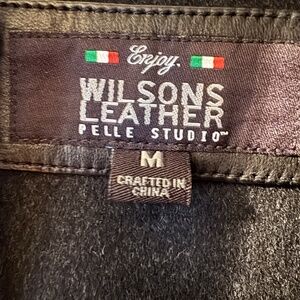 Enjoy.
WILSONS
LEATHER
PELLE STUDIO™
M
CRAFTED IN
CHINA